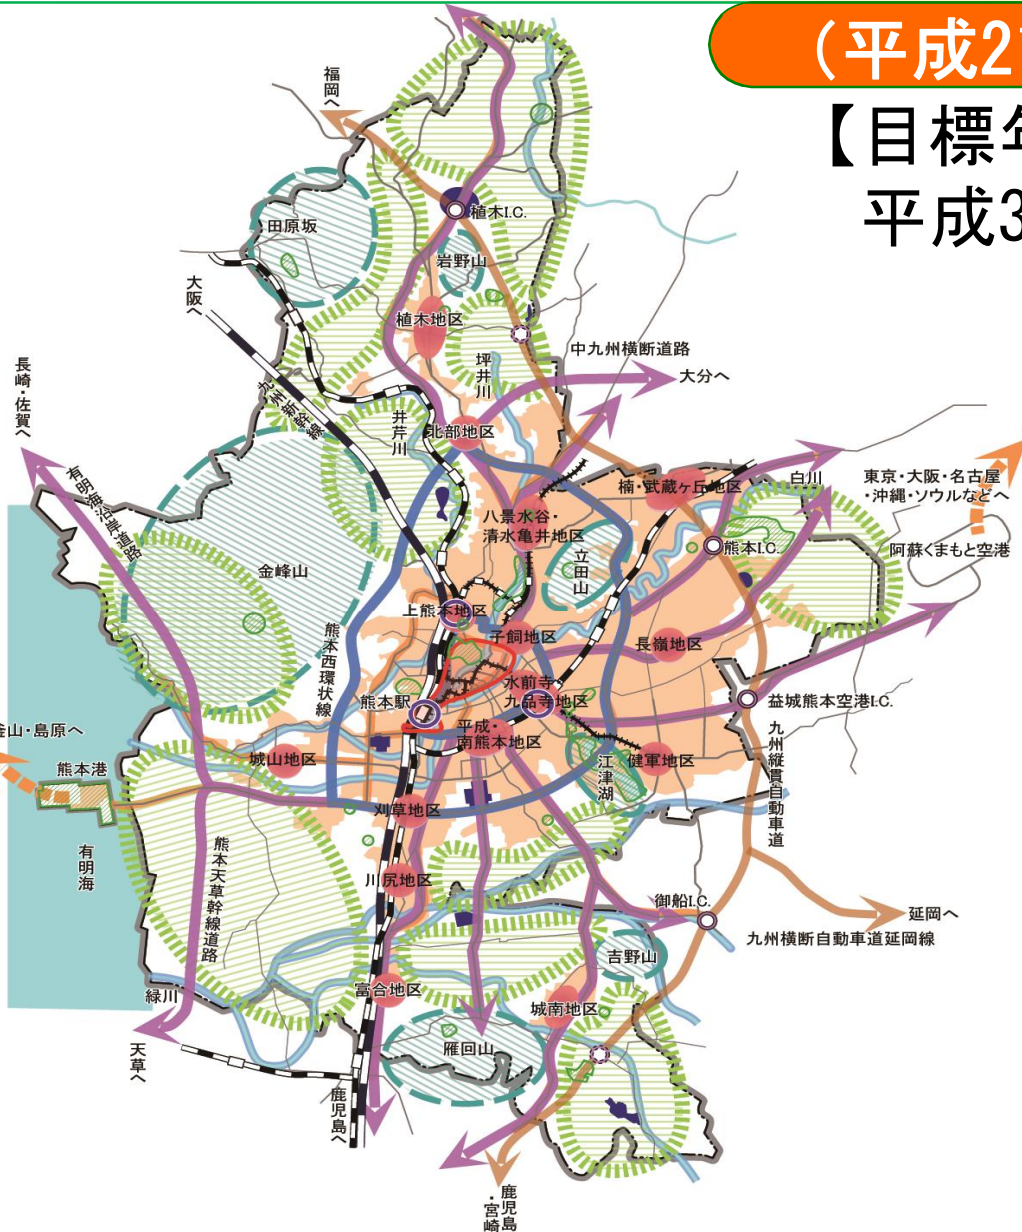 (平成2
【目標
平成3
福岡へ
植木I.C.
田原坂
岩野山
大阪へ
植木地区
中九州横断道路
坪井川
大分へ
長崎・佐賀へ
九州新幹線
井芹川
北部地区
有明海沿岸道路
楠・武蔵ヶ丘地区
白川
東京・大阪・名古屋
・沖縄・ソウルなどへ
八景水谷・
清水亀井地区
熊本I.C.
阿蘇くまもと空港
立田山
金峰山
上熊本地区
子飼地区
長嶺地区
熊本西環状線
水前寺
九品寺地区
熊本駅
益城熊本空港I.C.
平成・
南熊本地区
山・島原へ
城山地区
健軍地区
江津湖
九州縦貫自動車道
熊本港
刈草地区
有明海
熊本天草幹線道路
川尻地区
御船I.C.
延岡へ
九州横断自動車道延岡線
吉野山
緑川
富合地区
城南地区
雁回山
天草へ
鹿児島へ
鹿児島
・宮崎